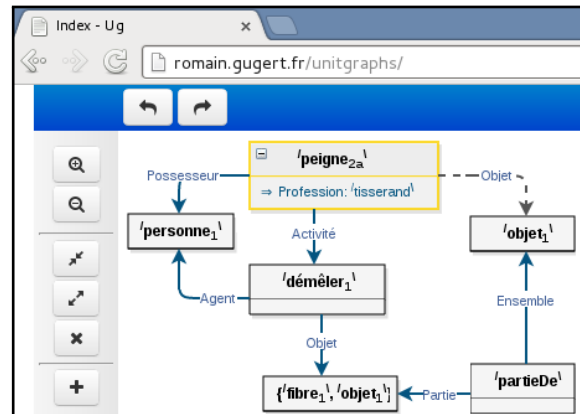 Index - Ug
romain.gugert.fr/unitgraphs/
/peigne2a\
⇒ Profession: /tisserand\
Possesseur
Objet
/personne1\
Activité
/objet1\
/démêler1\
Agent
Ensemble
Objet
{/fibre1\, /objet1\}
Partie
/partieDe\